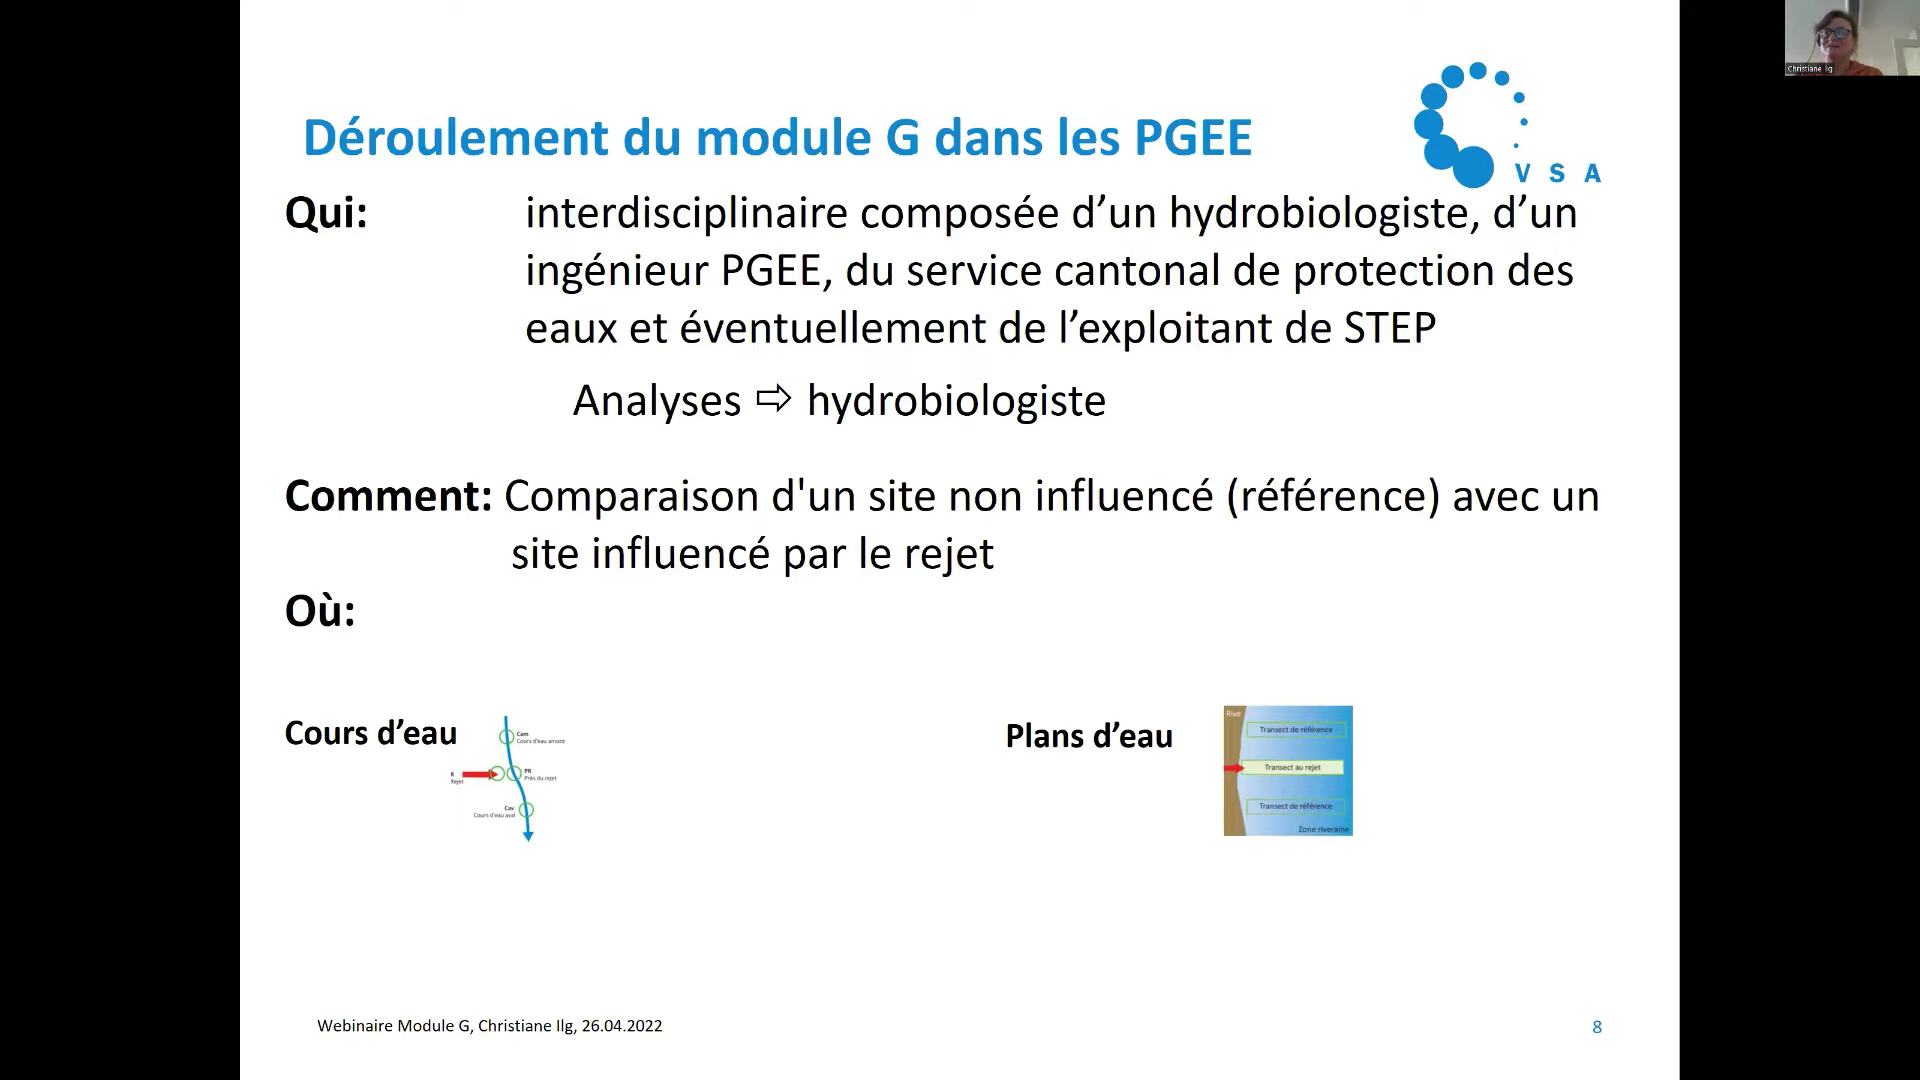 Christiane Ilg
Déroulement du module G dans les PGEE
V S A
Qui: interdisciplinaire composée d’un hydrobiologiste, d’un
ingénieur PGEE, du service cantonal de protection des
eaux et éventuellement de l’exploitant de STEP
Analyses ⇨ hydrobiologiste
Comment: Comparaison d'un site non influencé (référence) avec un
site influencé par le rejet
Où:
Cours d’eau
Cam
Cours d'eau amont
R
Rejet
PR
Près du rejet
Cav
Cours d'eau aval
Plans d’eau
Rive
Transect de référence
Transect au rejet
Transect de référence
Zone riveraine
Webinaire Module G, Christiane Ilg, 26.04.2022
8